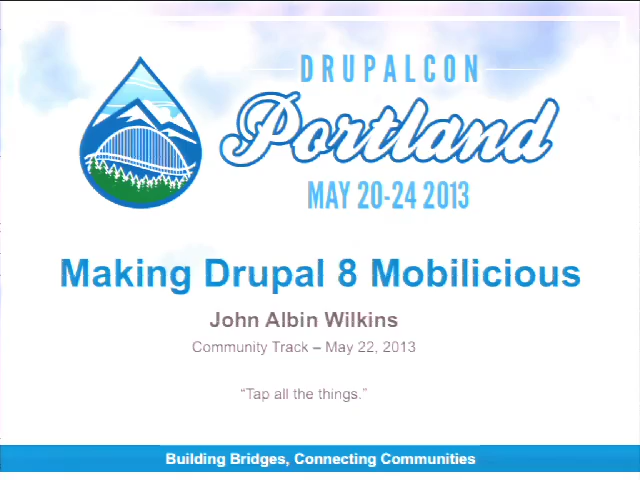 DRUPALCON
Portland
MAY 20-24 2013
Making Drupal 8 Mobilicious
John Albin Wilkins
Community Track – May 22, 2013
“Tap all the things.”
Building Bridges, Connecting Communities